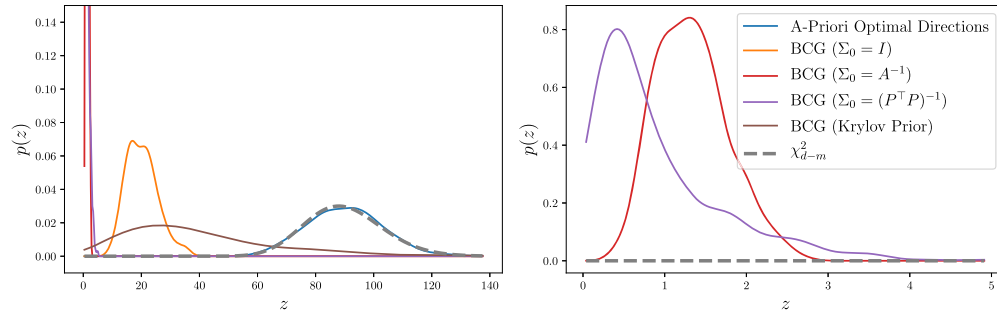 0.14
0.12
0.10
0.08
0.06
0.04
0.02
0.00
p(z)
0 20 40 60 80 100 120 140
z
0.8
0.6
0.4
0.2
0.0
p(z)
0 1 2 3 4 5
z
A-Priori Optimal Directions
BCG (Σ₀ = I)
BCG (Σ₀ = A⁻¹)
BCG (Σ₀ = (P⊤P)⁻¹)
BCG (Krylov Prior)
χ²_{d−m}